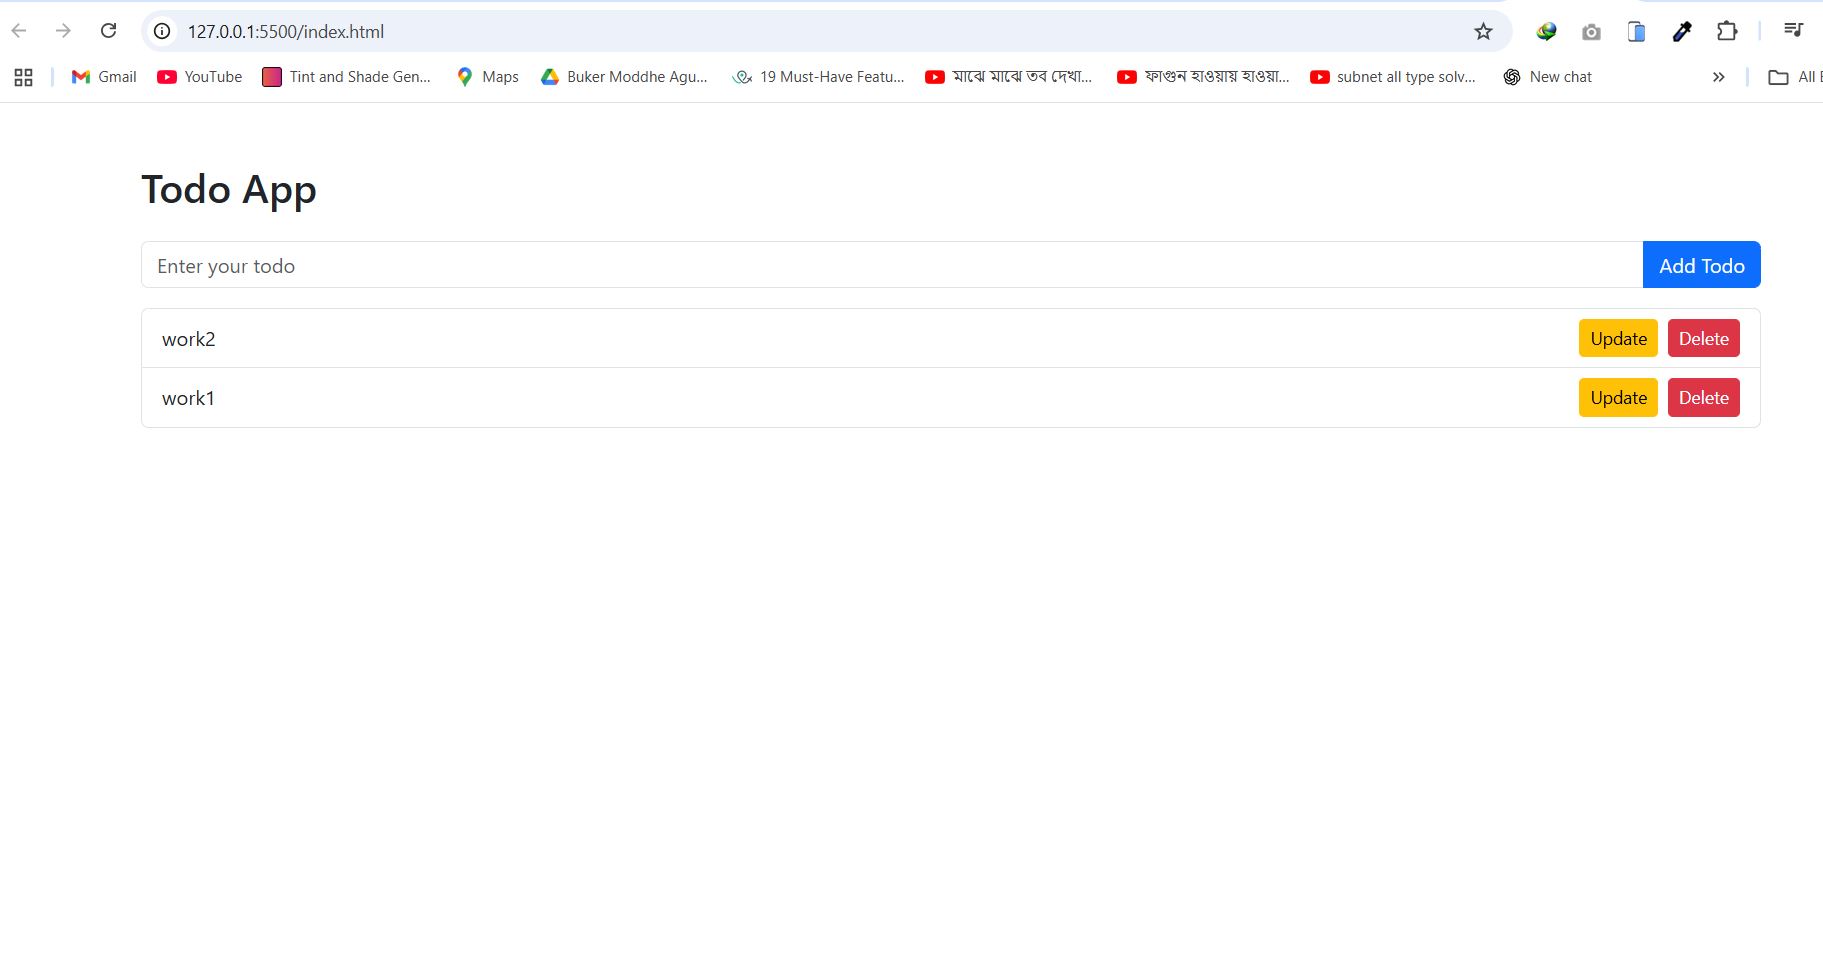 127.0.0.1:5500/index.html
Gmail YouTube Tint and Shade Gen... Maps Buker Moddhe Agu... 19 Must-Have Featu... মাঝে মাঝে তব দেখা... ফাগুন হাওয়ায় হাওয়া... subnet all type solv... New chat » All
Todo App
Enter your todo Add Todo
work2 Update Delete
work1 Update Delete